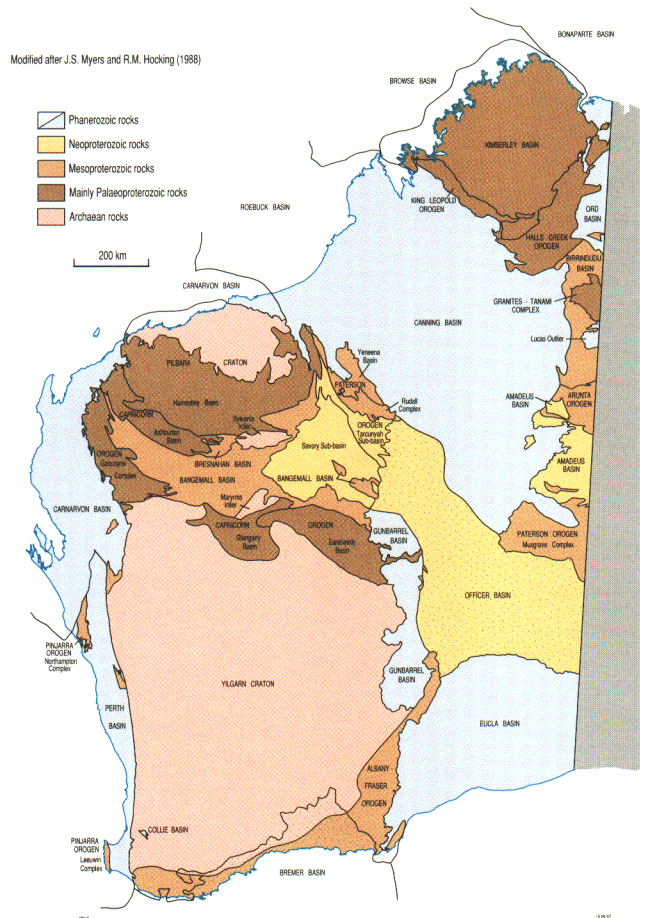 BONAPARTE BASIN
Modified after J.S. Myers and R.M. Hocking (1988)
BROWSE BASIN
Phanerozoic rocks
Neoproterozoic rocks
Mesoproterozoic rocks
Mainly Palaeoproterozoic rocks
Archaean rocks
200 km
KIMBERLEY BASIN
KING LEOPOLD
OROGEN
ROEBUCK BASIN
ORD
BASIN
HALLS CREEK
OROGEN
BIRRINDUDU
BASIN
CARNARVON BASIN
GRANITES - TANAMI
COMPLEX
CANNING BASIN
Lucas Outlier
Yeneena
Basin
PILBARA CRATON
PATERSON
Hamersley Basin
Rudall
Complex
AMADEUS
BASIN
ARUNTA
OROGEN
CAPRICORN
Sylvania
Inlier
Ashburton
Basin
OROGEN
Tarcunyah
Sub-basin
Savory Sub-basin
OROGEN
Gascoyne
Complex
BRESNAHAN BASIN
Ashburton
Basin
AMADEUS
BASIN
BANGEMALL BASIN
BANGEMALL BASIN
Marymia
Inlier
CARNARVON BASIN
CAPRICORN OROGEN
Glengarry
Basin
Earaheedy
Basin
GUNBARREL
BASIN
PATERSON OROGEN
Musgrave Complex
OFFICER BASIN
PINJARRA
OROGEN
Northampton
Complex
YILGARN CRATON
GUNBARREL
BASIN
PERTH
BASIN
EUCLA BASIN
ALBANY-
FRASER
OROGEN
COLLIE BASIN
PINJARRA
OROGEN
Leeuwin
Complex
BREMER BASIN